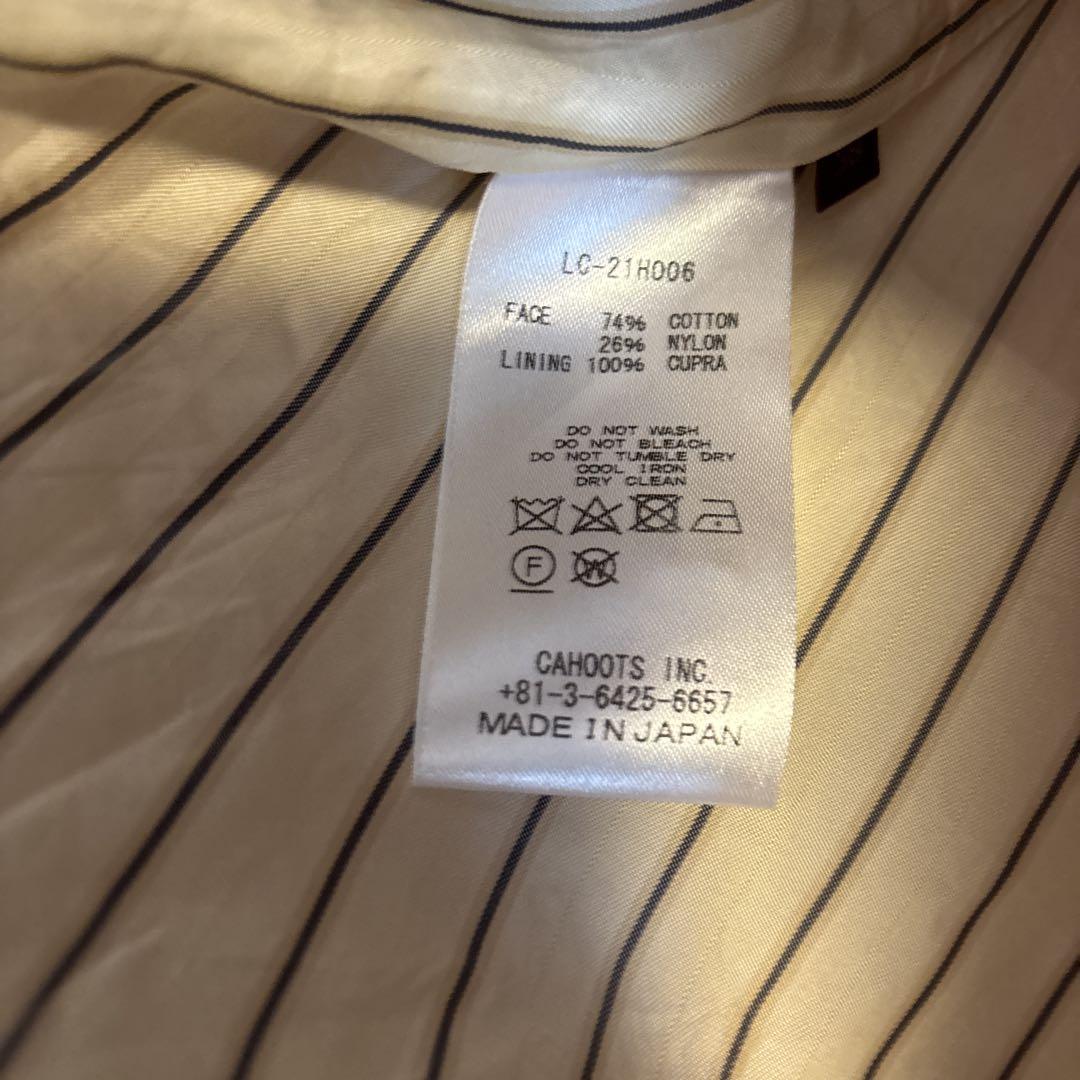 LC-21H006
FACE 74% COTTON
26% NYLON
LINING 100% CUPRA
DO NOT WASH
DO NOT BLEACH
DO NOT TUMBLE DRY
COOL IRON
DRY CLEAN
F W
CAHOOTS INC.
+81-3-6425-6657
MADE IN JAPAN